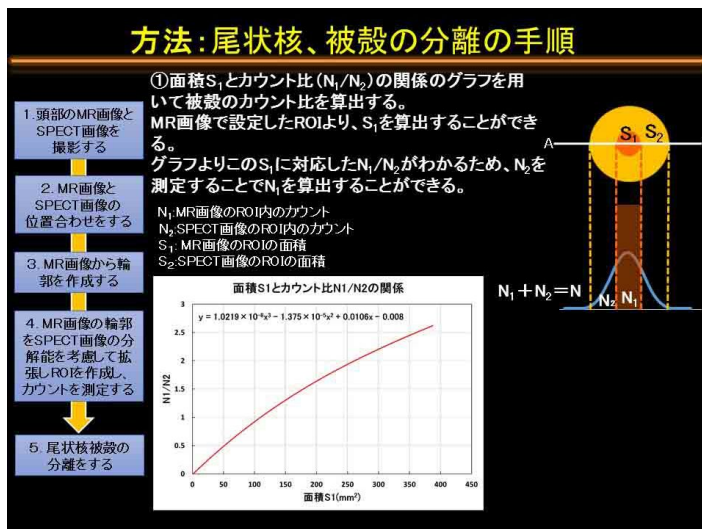 方法：尾状核、被殻の分離の手順
1.頭部のMR画像と
SPECT画像を
撮影する
2. MR画像と
SPECT画像の
位置合わせをする
3. MR画像から輪
郭を作成する
4. MR画像の輪郭
をSPECT画像の分
解能を考慮して拡
張しROIを作成し、
カウントを測定する
5. 尾状核被殻の
分離をする
①面積S₁とカウント比（N₁/N₂）の関係のグラフを用
いて被殻のカウント比を算出する。
MR画像で設定したROIより、S₁を算出することができ
る。
グラフよりこのS₁に対応したN₁/N₂がわかるため、N₂を
測定することでN₁を算出することができる。
N₁:MR画像のROI内のカウント
N₂:SPECT画像のROI内のカウント
S₁: MR画像のROIの面積
S₂:SPECT画像のROIの面積
面積S1とカウント比N1/N2の関係
y = 1.0219×10⁻⁸x³ − 1.375×10⁻⁵x² + 0.0106x − 0.008
3
2.5
2
1.5
1
0.5
0
N1/N2
0 50 100 150 200 250 300 350 400 450
面積S1(mm²)
A
S₁ S₂
N₁＋N₂＝N
N₂ N₁